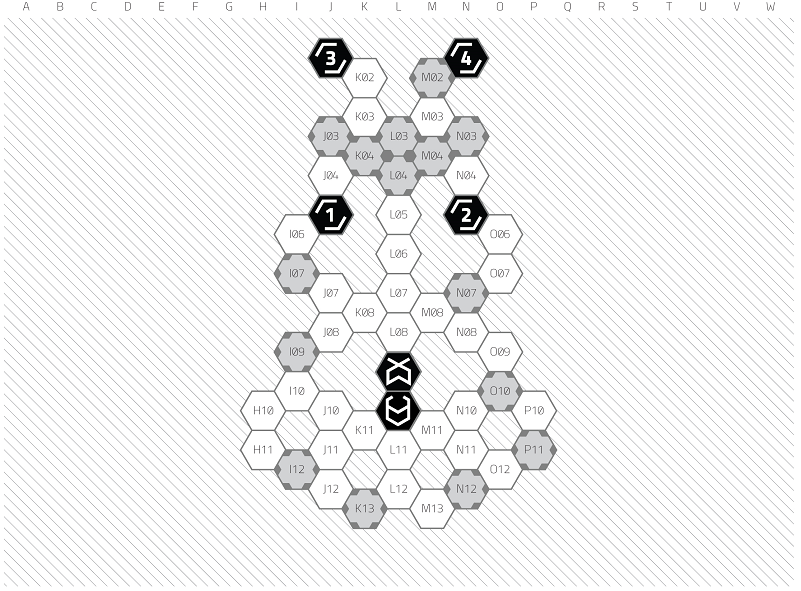 A B C D E F G H I J K L M N O P Q R S T U V W
3 4
K02 M02
K03 M03
J03 L03 N03
K04 M04
J04 L04 N04
1 L05 2
I06 O06
L06
I07 O07
J07 L07 N07
K08 M08
J08 L08 N08
I09 O09
I10 O10
H10 J10 N10 P10
K11 M11
H11 J11 L11 N11 P11
I12 O12
J12 L12 N12
K13 M13